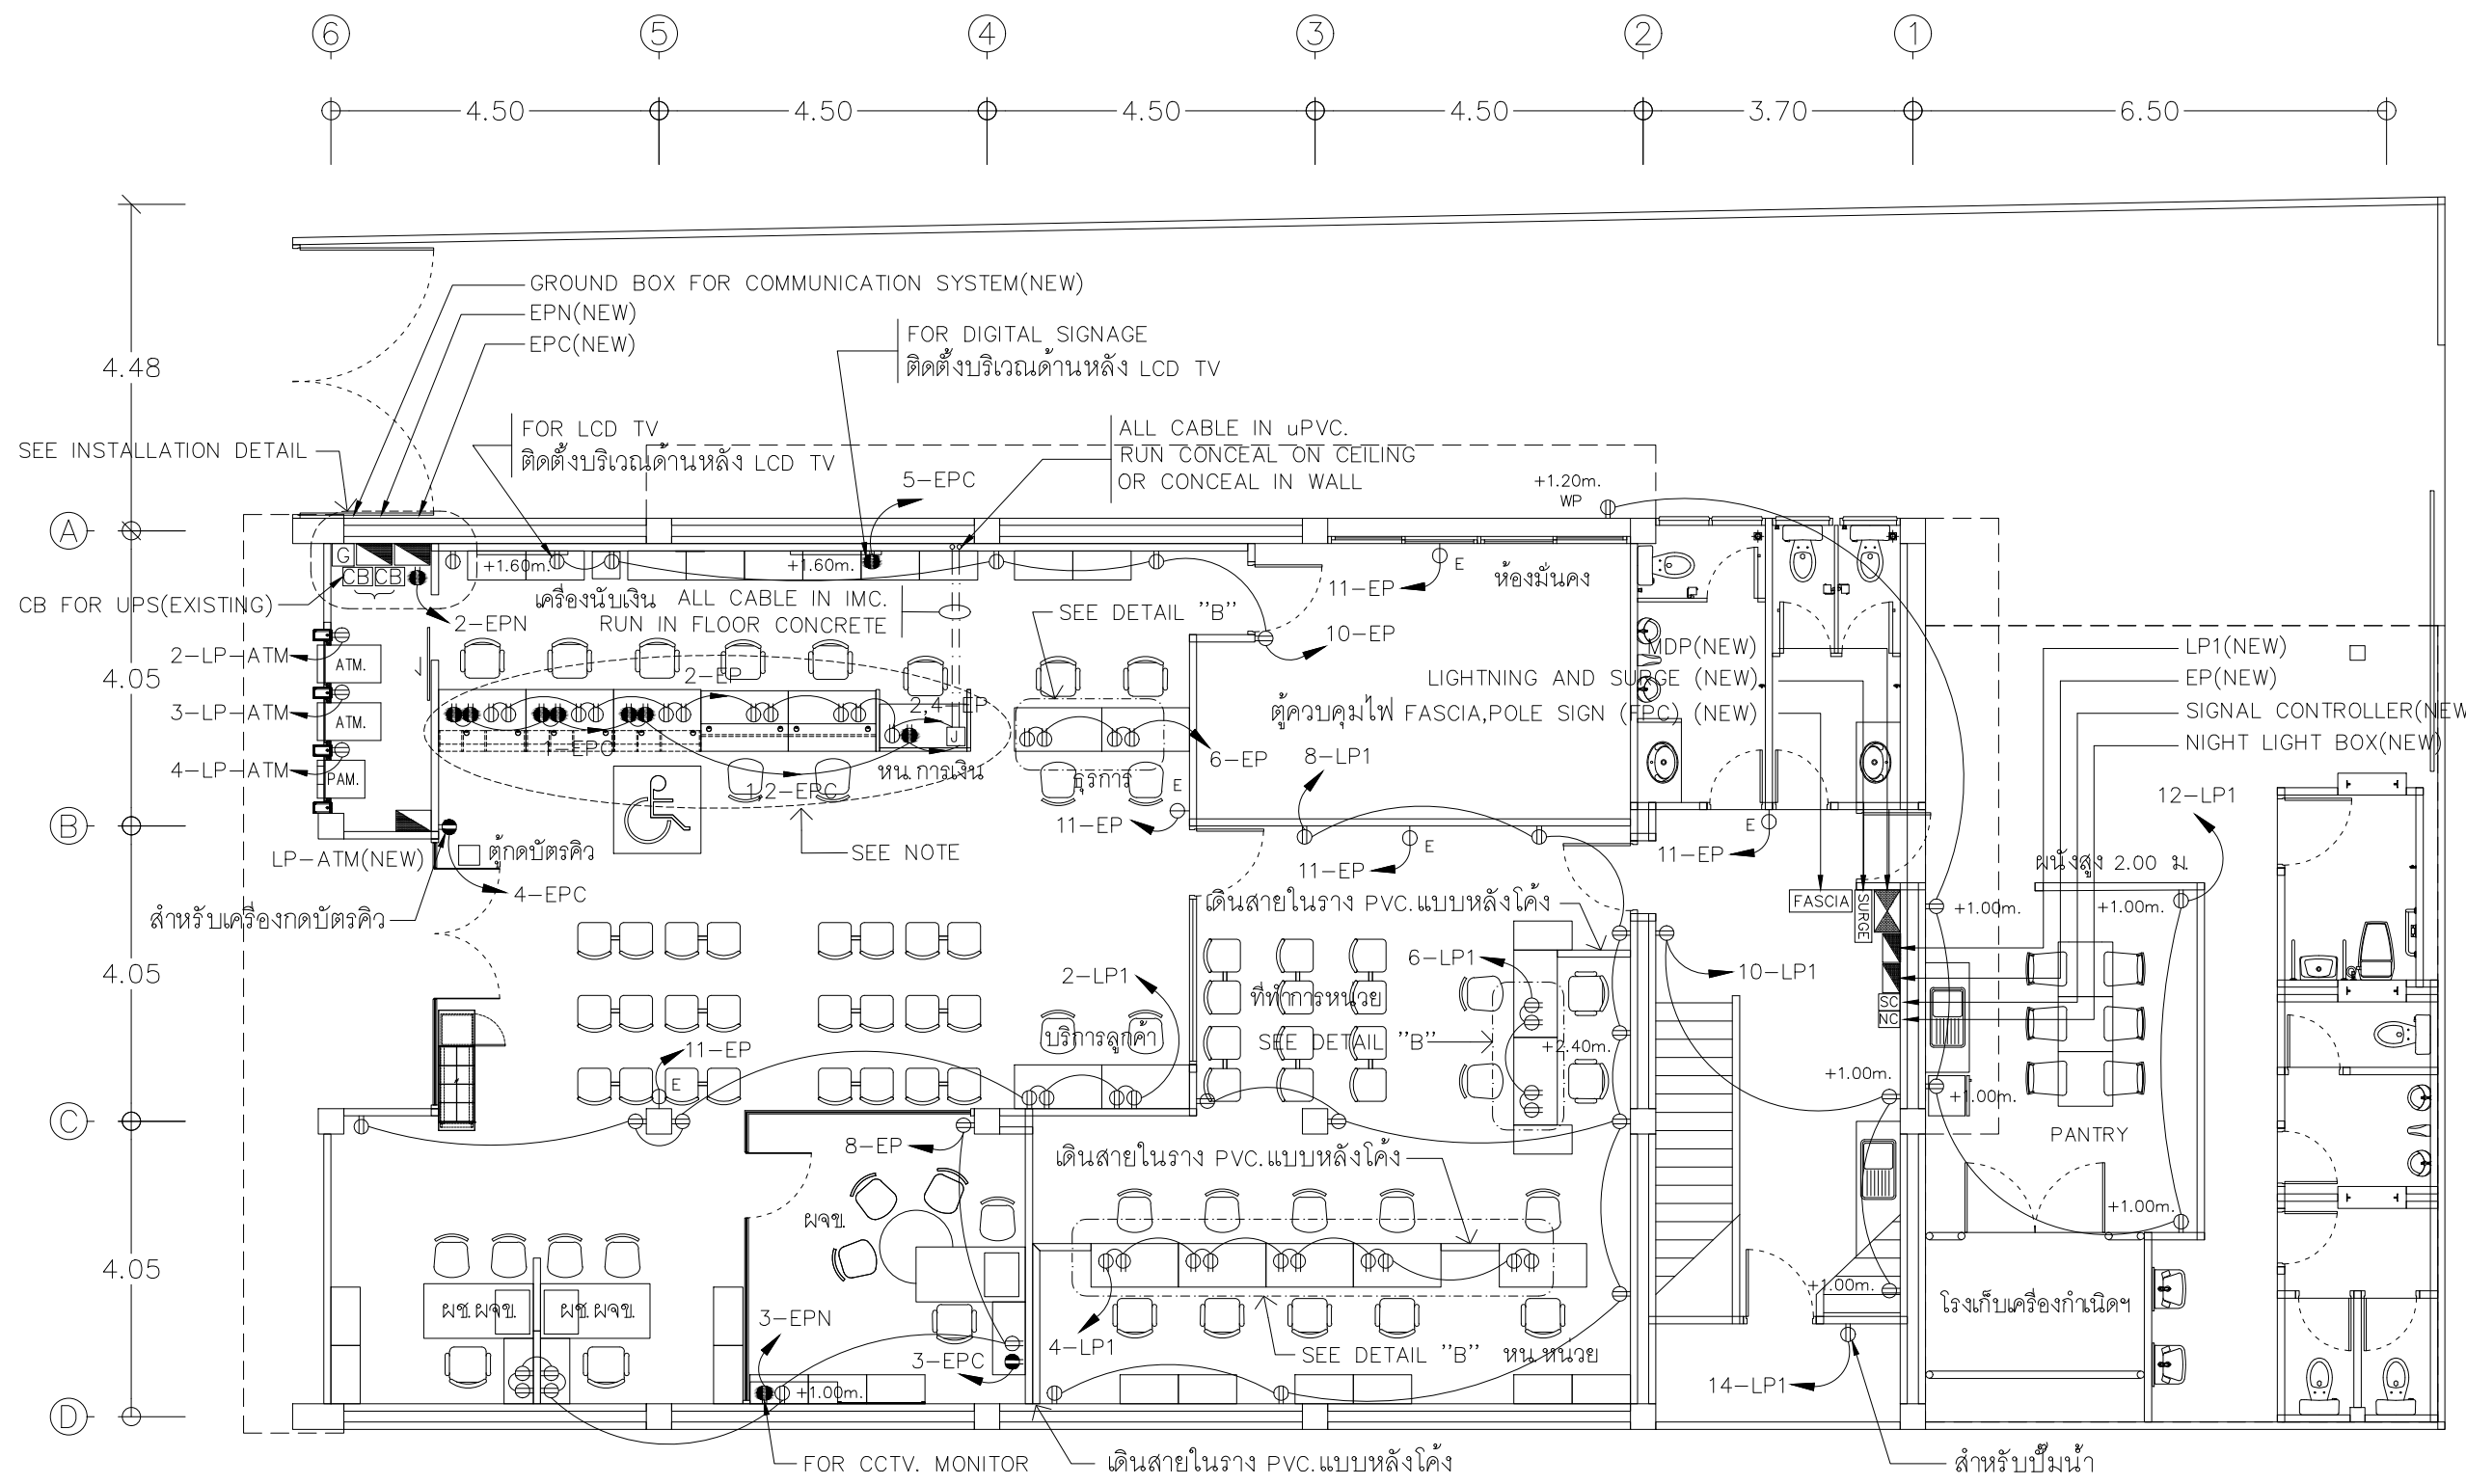 6 5 4 3 2 1
4.50 4.50 4.50 4.50 3.70 6.50
4.48
GROUND BOX FOR COMMUNICATION SYSTEM(NEW)
EPN(NEW)
EPC(NEW)
FOR DIGITAL SIGNAGE
ติดตั้งบริเวณด้านหลัง LCD TV
FOR LCD TV
ติดตั้งบริเวณด้านหลัง LCD TV
ALL CABLE IN uPVC.
RUN CONCEAL ON CEILING
OR CONCEAL IN WALL
SEE INSTALLATION DETAIL
5-EPC
+1.20m.
WP
A
G
CB CB
+1.60m.
+1.60m.
11-EP
E
ห้องมั่นคง
CB FOR UPS(EXISTING)
2-EPN
เครื่องนับเงิน
ALL CABLE IN IMC.
RUN IN FLOOR CONCRETE
SEE DETAIL "B"
10-EP
2-LP-ATM
ATM.
3-LP-ATM
ATM.
4-LP-ATM
PAM.
4.05
2-EP
2,4-EP
1-EPC
J
หน.การเงิน
1,2-EPC
6-EP
ธุรการ
E
11-EP
8-LP1
MDP(NEW)
LIGHTNING AND SURGE (NEW)
ตู้ควบคุมไฟ FASCIA,POLE SIGN (FPC) (NEW)
LP1(NEW)
EP(NEW)
SIGNAL CONTROLLER(NEW
NIGHT LIGHT BOX(NEW)
12-LP1
B
LP-ATM(NEW)
ตู้กดบัตรคิว
SEE NOTE
4-EPC
สำหรับเครื่องกดบัตรคิว
E
11-EP
E
11-EP
ผนังสูง 2.00 ม.
เดินสายในราง PVC.แบบหลังโค้ง
FASCIA
SURGE
+1.00m.
+1.00m.
4.05
2-LP1
6-LP1
10-LP1
ที่ทำการหน่วย
SC
NC
บริการลูกค้า
SEE DETAIL "B"
+2.40m.
11-EP
E
+1.00m.
+1.00m.
C
PANTRY
8-EP
เดินสายในราง PVC.แบบหลังโค้ง
ผจข.
+1.00m.
4.05
ผช.ผจข.
ผช.ผจข.
3-EPN
3-EPC
4-LP1
SEE DETAIL "B"
หน.หน่วย
+1.00m.
โรงเก็บเครื่องกำเนิดฯ
+1.00m.
14-LP1
D
FOR CCTV. MONITOR
เดินสายในราง PVC.แบบหลังโค้ง
สำหรับปั๊มน้ำ